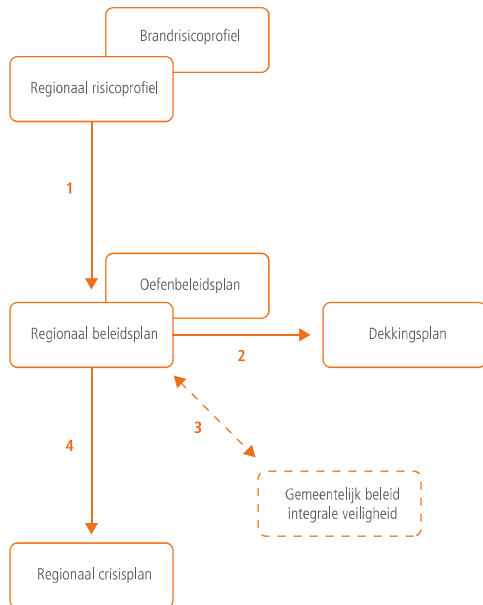 Brandrisicoprofiel
Regionaal risicoprofiel
1
Oefenbeleidsplan
Regionaal beleidsplan
Dekkingsplan
2
3
4
Gemeentelijk beleid
integrale veiligheid
Regionaal crisisplan